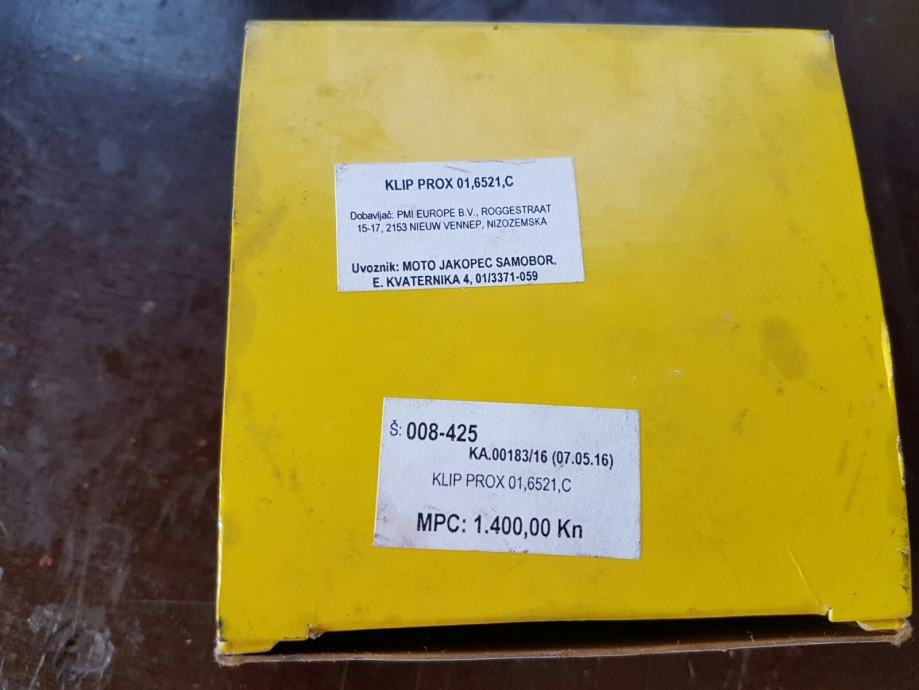 KLIP PROX 01,6521,C
Dobavljač: PMI EUROPE B.V., ROGGESTRAAT
15-17, 2153 NIEUW VENNEP, NIZOZEMSKA
Uvoznik: MOTO JAKOPEC SAMOBOR.
E. KVATERNIKA 4, 01/3371-059
Š: 008-425
KA.00183/16 (07.05.16)
KLIP PROX 01,6521,C
MPC: 1.400,00 Kn